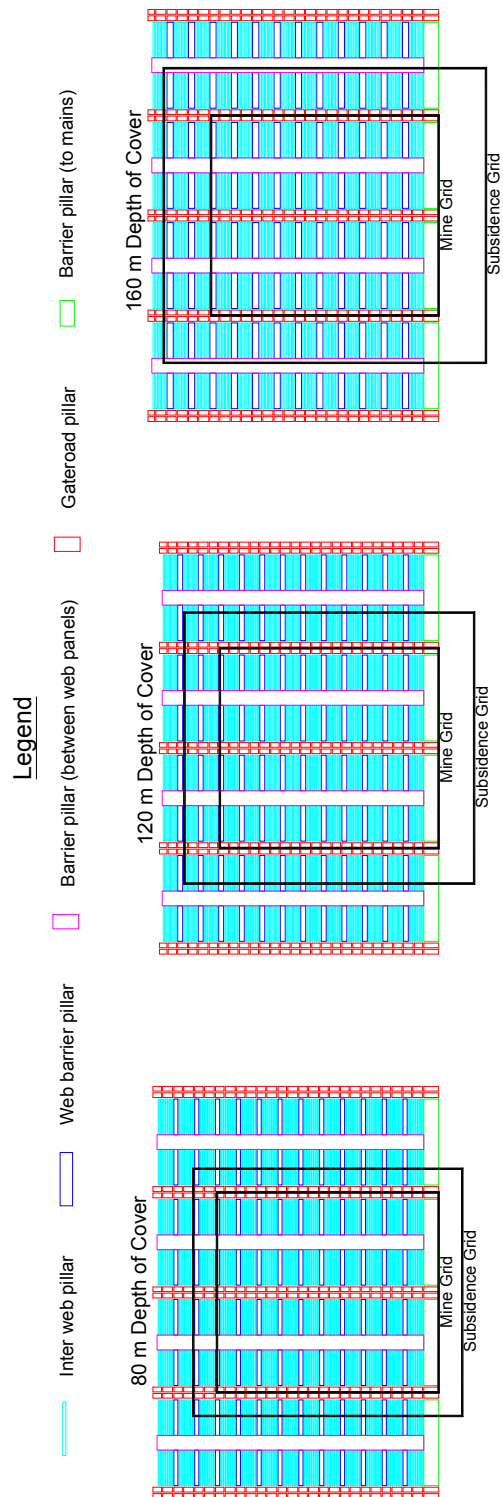 Legend
Inter web pillar
Web barrier pillar
Barrier pillar (between web panels)
Gateroad pillar
Barrier pillar (to mains)
80 m Depth of Cover
Mine Grid
Subsidence Grid
120 m Depth of Cover
Mine Grid
Subsidence Grid
160 m Depth of Cover
Mine Grid
Subsidence Grid